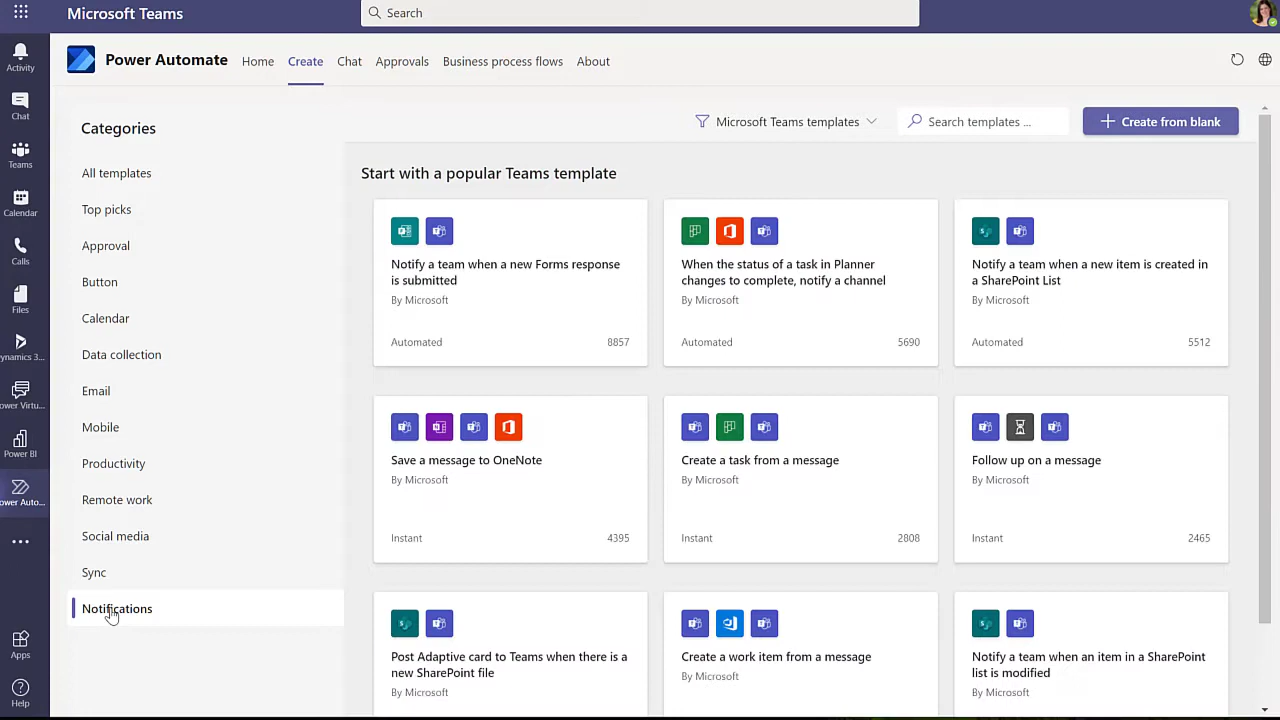 Microsoft Teams
Search
Activity
Chat
Teams
Calendar
Calls
Files
ynamics 3...
ower Virtu...
Power BI
ower Auto...
Apps
Help
Power Automate
Home
Create
Chat
Approvals
Business process flows
About
Categories
All templates
Top picks
Approval
Button
Calendar
Data collection
Email
Mobile
Productivity
Remote work
Social media
Sync
Notifications
Microsoft Teams templates
Search templates ...
Create from blank
Start with a popular Teams template
Notify a team when a new Forms response
is submitted
By Microsoft
Automated
8857
When the status of a task in Planner
changes to complete, notify a channel
By Microsoft
Automated
5690
Notify a team when a new item is created in
a SharePoint List
By Microsoft
Automated
5512
Save a message to OneNote
By Microsoft
Instant
4395
Create a task from a message
By Microsoft
Instant
2808
Follow up on a message
By Microsoft
Instant
2465
Post Adaptive card to Teams when there is a
new SharePoint file
By Microsoft
Create a work item from a message
By Microsoft
Notify a team when an item in a SharePoint
list is modified
By Microsoft